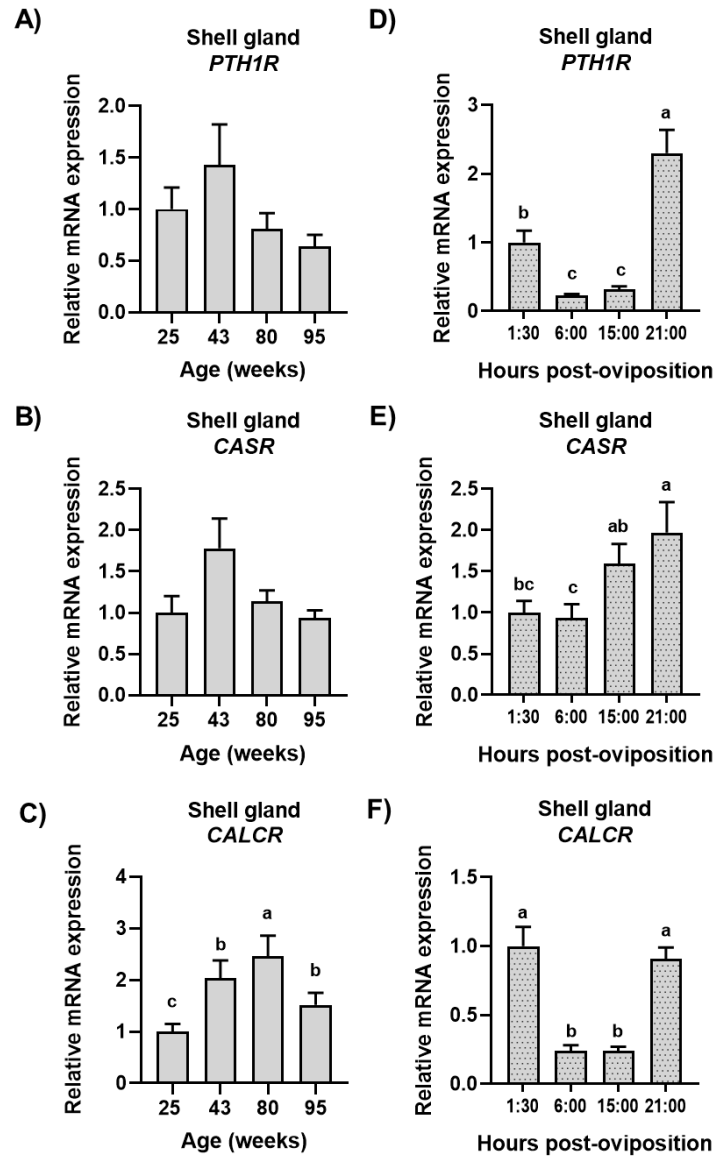 A)
Shell gland
PTH1R
Relative mRNA expression
2.0
1.5
1.0
0.5
0.0
25 43 80 95
Age (weeks)
D)
Shell gland
PTH1R
Relative mRNA expression
3
2
1
0
b
c
c
a
1:30 6:00 15:00 21:00
Hours post-oviposition
B)
Shell gland
CASR
Relative mRNA expression
2.5
2.0
1.5
1.0
0.5
0.0
25 43 80 95
Age (weeks)
E)
Shell gland
CASR
Relative mRNA expression
2.5
2.0
1.5
1.0
0.5
0.0
bc
c
ab
a
1:30 6:00 15:00 21:00
Hours post-oviposition
C)
Shell gland
CALCR
Relative mRNA expression
4
3
2
1
0
c
b
a
b
25 43 80 95
Age (weeks)
F)
Shell gland
CALCR
Relative mRNA expression
1.5
1.0
0.5
0.0
a
b
b
a
1:30 6:00 15:00 21:00
Hours post-oviposition